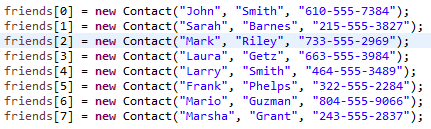 friends[0] = new Contact("John", "Smith", "610-555-7384");
friends[1] = new Contact("Sarah", "Barnes", "215-555-3827");
friends[2] = new Contact("Mark", "Riley", "733-555-2969");
friends[3] = new Contact("Laura", "Getz", "663-555-3984");
friends[4] = new Contact("Larry", "Smith", "464-555-3489");
friends[5] = new Contact("Frank", "Phelps", "322-555-2284");
friends[6] = new Contact("Mario", "Guzman", "804-555-9066");
friends[7] = new Contact("Marsha", "Grant", "243-555-2837");